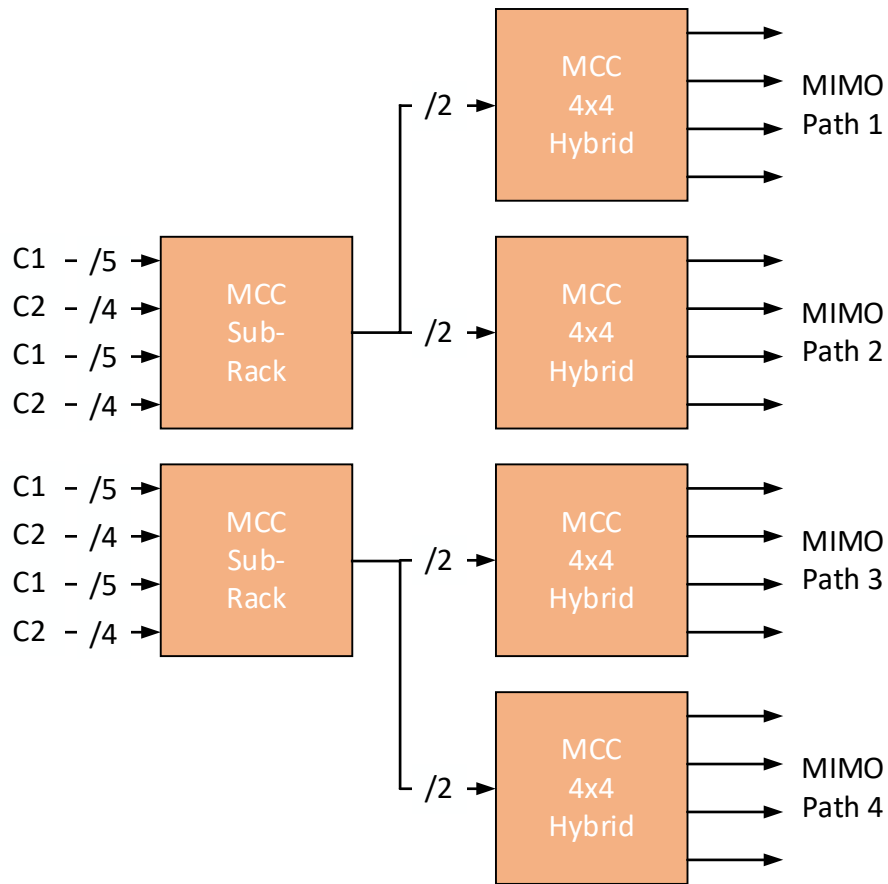 MCC
4x4
Hybrid
/2
MIMO
Path 1
C1 /5
C2 /4
C1 /5
C2 /4
MCC
Sub-
Rack
/2
MCC
4x4
Hybrid
MIMO
Path 2
C1 /5
C2 /4
C1 /5
C2 /4
MCC
Sub-
Rack
/2
MCC
4x4
Hybrid
MIMO
Path 3
/2
MCC
4x4
Hybrid
MIMO
Path 4